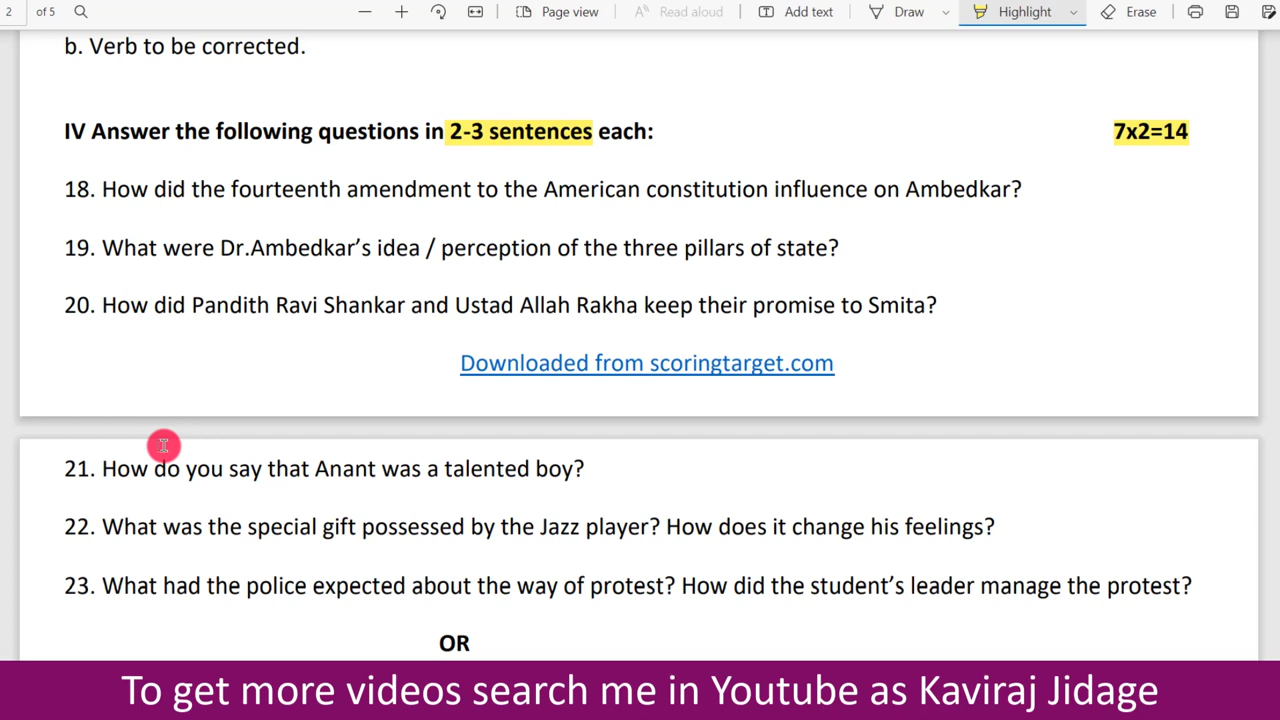 2 of 5 Page view Read aloud Add text Draw Highlight Erase
b. Verb to be corrected.
IV Answer the following questions in 2-3 sentences each: 7x2=14
18. How did the fourteenth amendment to the American constitution influence on Ambedkar?
19. What were Dr.Ambedkar’s idea / perception of the three pillars of state?
20. How did Pandith Ravi Shankar and Ustad Allah Rakha keep their promise to Smita?
Downloaded from scoringtarget.com
21. How do you say that Anant was a talented boy?
22. What was the special gift possessed by the Jazz player? How does it change his feelings?
23. What had the police expected about the way of protest? How did the student’s leader manage the protest?
OR
To get more videos search me in Youtube as Kaviraj Jidage